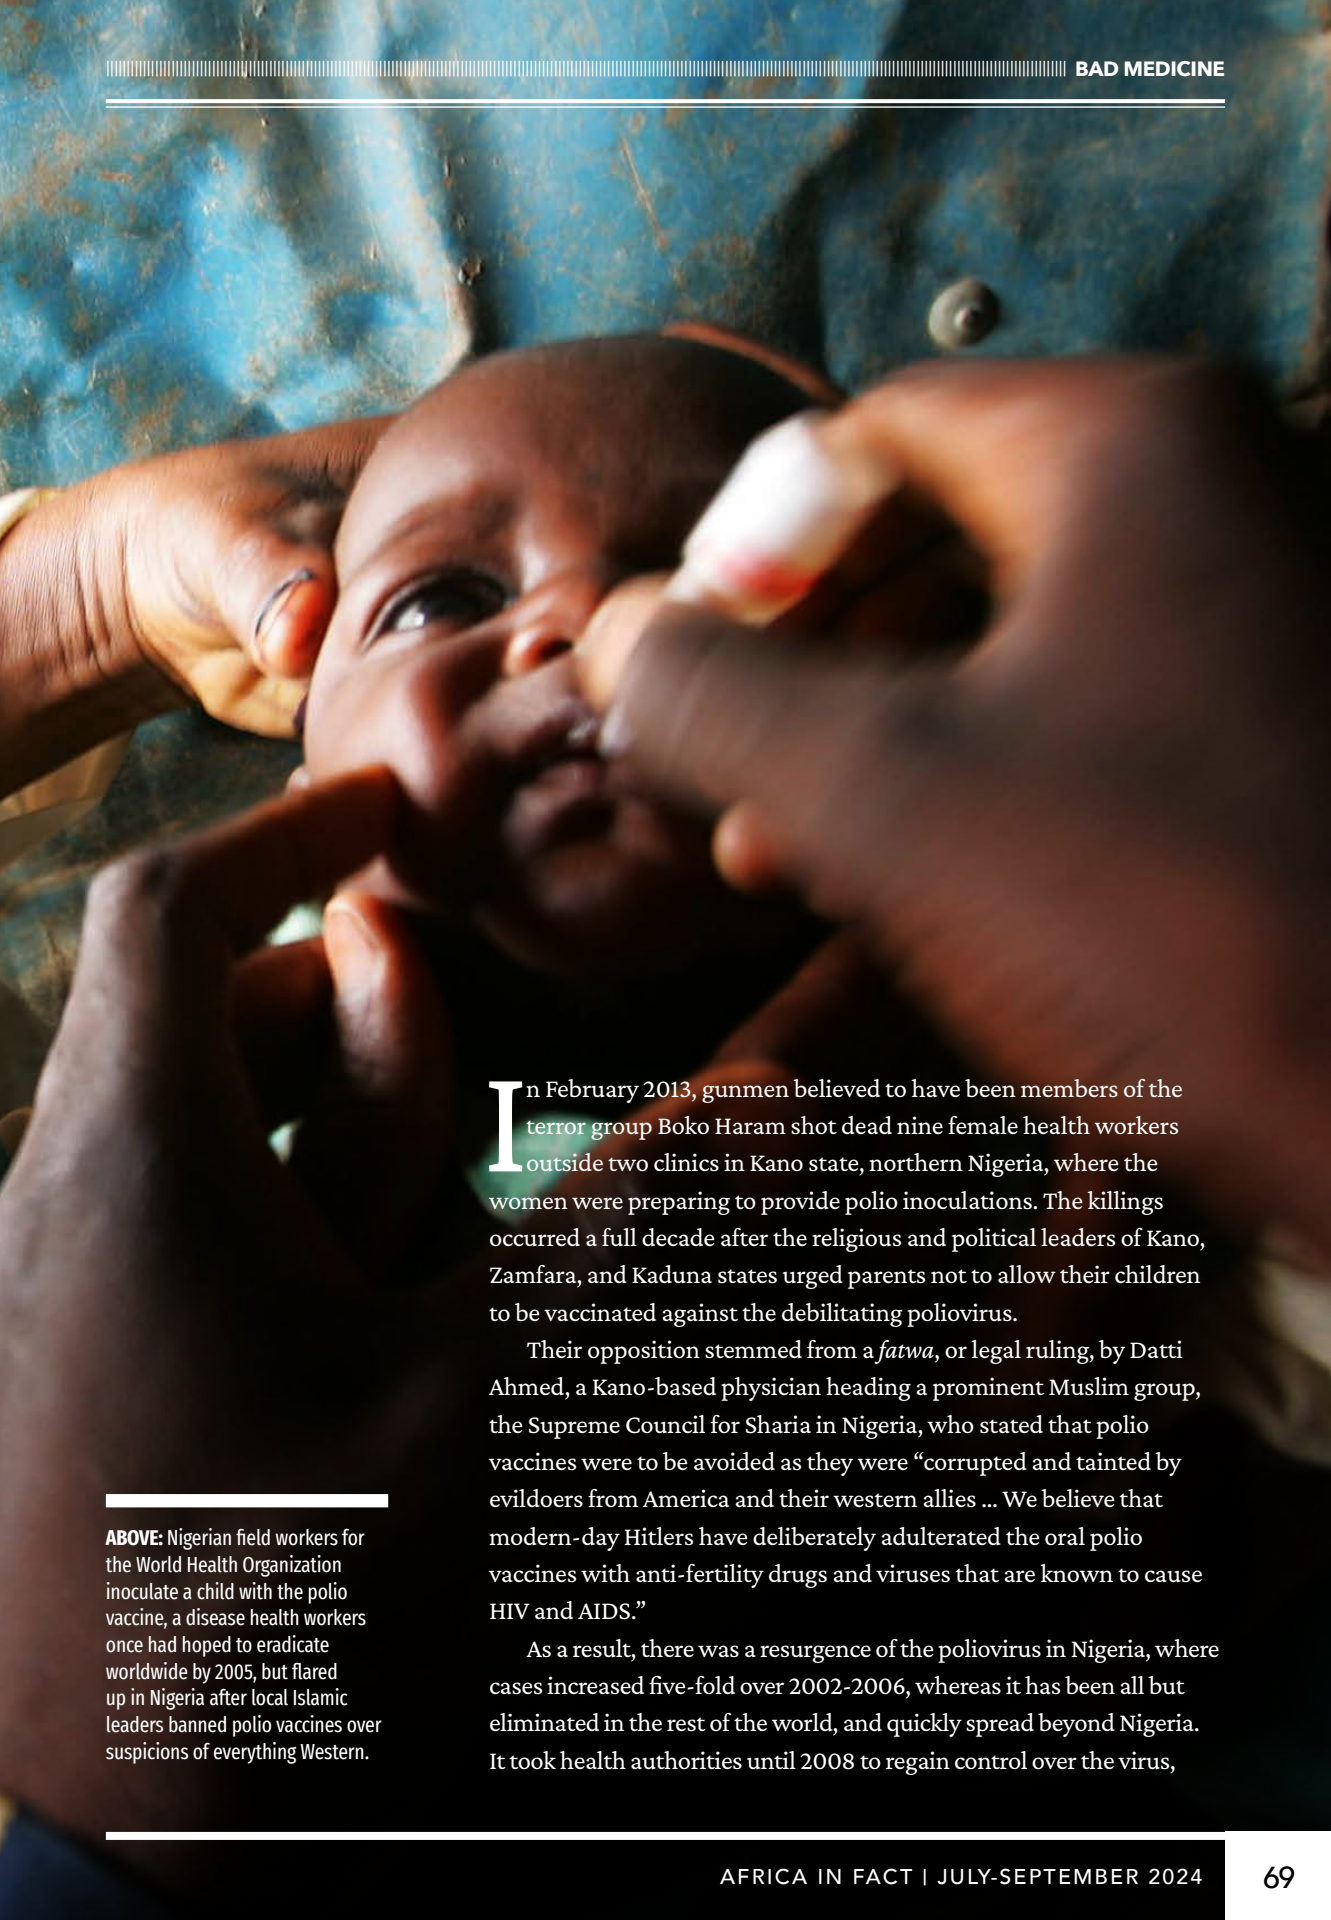 BAD MEDICINE
In February 2013, gunmen believed to have been members of the
terror group Boko Haram shot dead nine female health workers
outside two clinics in Kano state, northern Nigeria, where the
women were preparing to provide polio inoculations. The killings
occurred a full decade after the religious and political leaders of Kano,
Zamfara, and Kaduna states urged parents not to allow their children
to be vaccinated against the debilitating poliovirus.
Their opposition stemmed from a fatwa, or legal ruling, by Datti
Ahmed, a Kano-based physician heading a prominent Muslim group,
the Supreme Council for Sharia in Nigeria, who stated that polio
vaccines were to be avoided as they were “corrupted and tainted by
evildoers from America and their western allies ... We believe that
modern-day Hitlers have deliberately adulterated the oral polio
vaccines with anti-fertility drugs and viruses that are known to cause
HIV and AIDS.”
As a result, there was a resurgence of the poliovirus in Nigeria, where
cases increased five-fold over 2002-2006, whereas it has been all but
eliminated in the rest of the world, and quickly spread beyond Nigeria.
It took health authorities until 2008 to regain control over the virus,
ABOVE: Nigerian field workers for
the World Health Organization
inoculate a child with the polio
vaccine, a disease health workers
once had hoped to eradicate
worldwide by 2005, but flared
up in Nigeria after local Islamic
leaders banned polio vaccines over
suspicions of everything Western.
AFRICA IN FACT | JULY-SEPTEMBER 2024
69